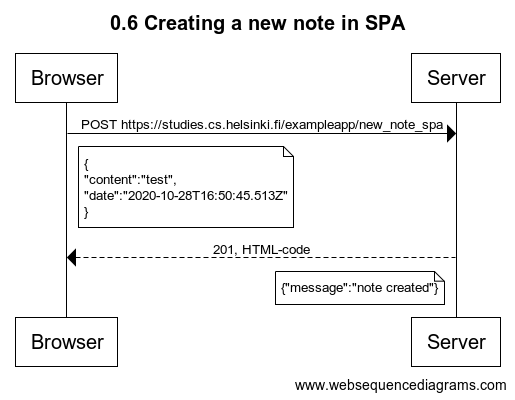 0.6 Creating a new note in SPA
Browser
Server
POST https://studies.cs.helsinki.fi/exampleapp/new_note_spa
{
"content":"test",
"date":"2020-10-28T16:50:45.513Z"
}
201, HTML-code
{"message":"note created"}
Browser
Server
www.websequencediagrams.com